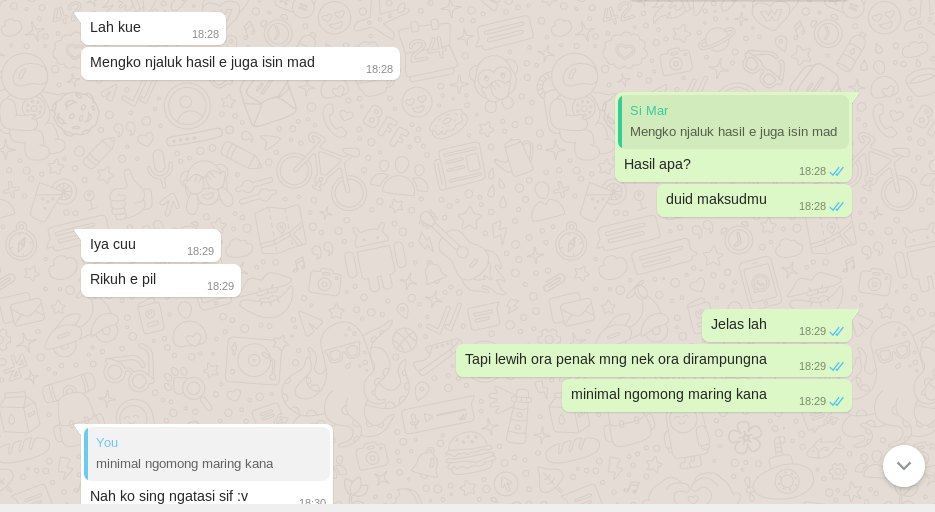 Lah kue
18:28
Mengko njaluk hasil e juga isin mad
18:28
Si Mar
Mengko njaluk hasil e juga isin mad
Hasil apa?
18:28
duid maksudmu
18:28
Iya cuu
18:29
Rikuh e pil
18:29
Jelas lah
18:29
Tapi lewih ora penak mng nek ora dirampungna
18:29
minimal ngomong maring kana
18:29
You
minimal ngomong maring kana
Nah ko sing ngatasi sif :v
18:30